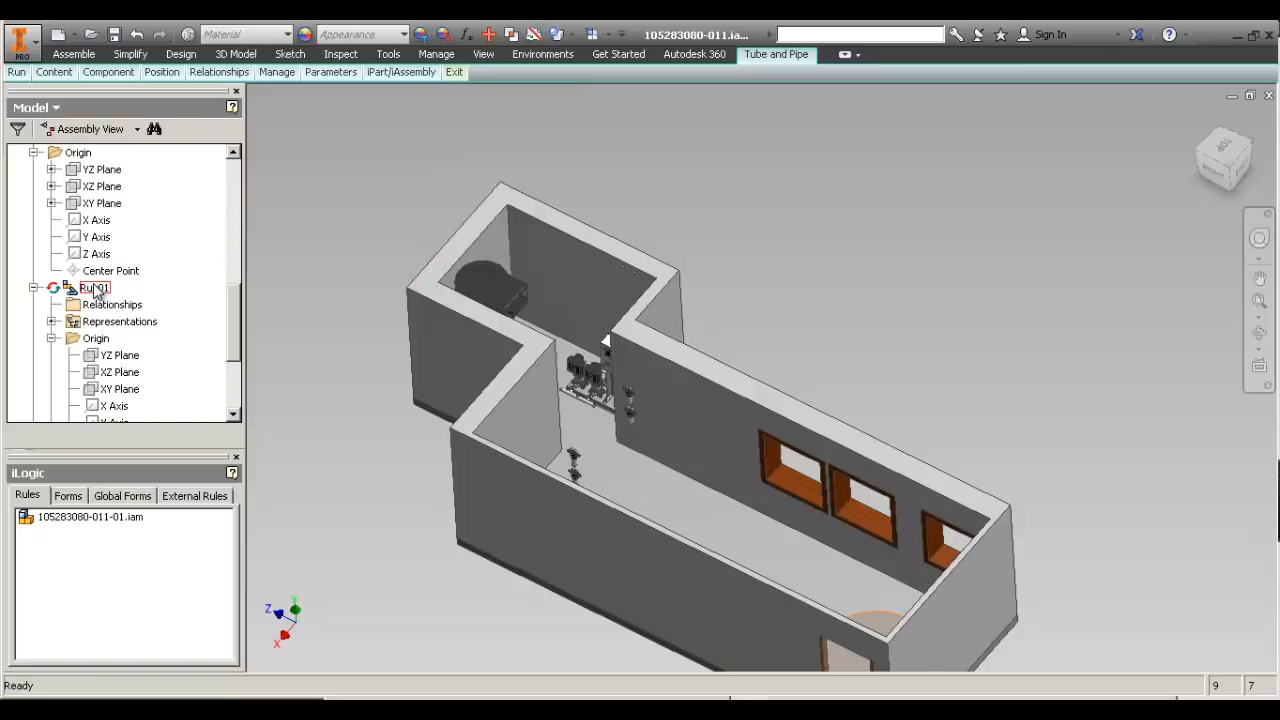 Material
Appearance
105283080-011.ia...
Sign In
PRO
Assemble Simplify Design 3D Model Sketch Inspect Tools Manage View Environments Get Started Autodesk 360 Tube and Pipe
Run Content Component Position Relationships Manage Parameters iPart/iAssembly Exit
Model
Assembly View
Origin
YZ Plane
XZ Plane
XY Plane
X Axis
Y Axis
Z Axis
Center Point
Relationships
Representations
Origin
YZ Plane
XZ Plane
XY Plane
X Axis
iLogic
Rules Forms Global Forms External Rules
105283080-011-01.iam
TOP
RIGHT
Z
Y
X
Ready
9 7